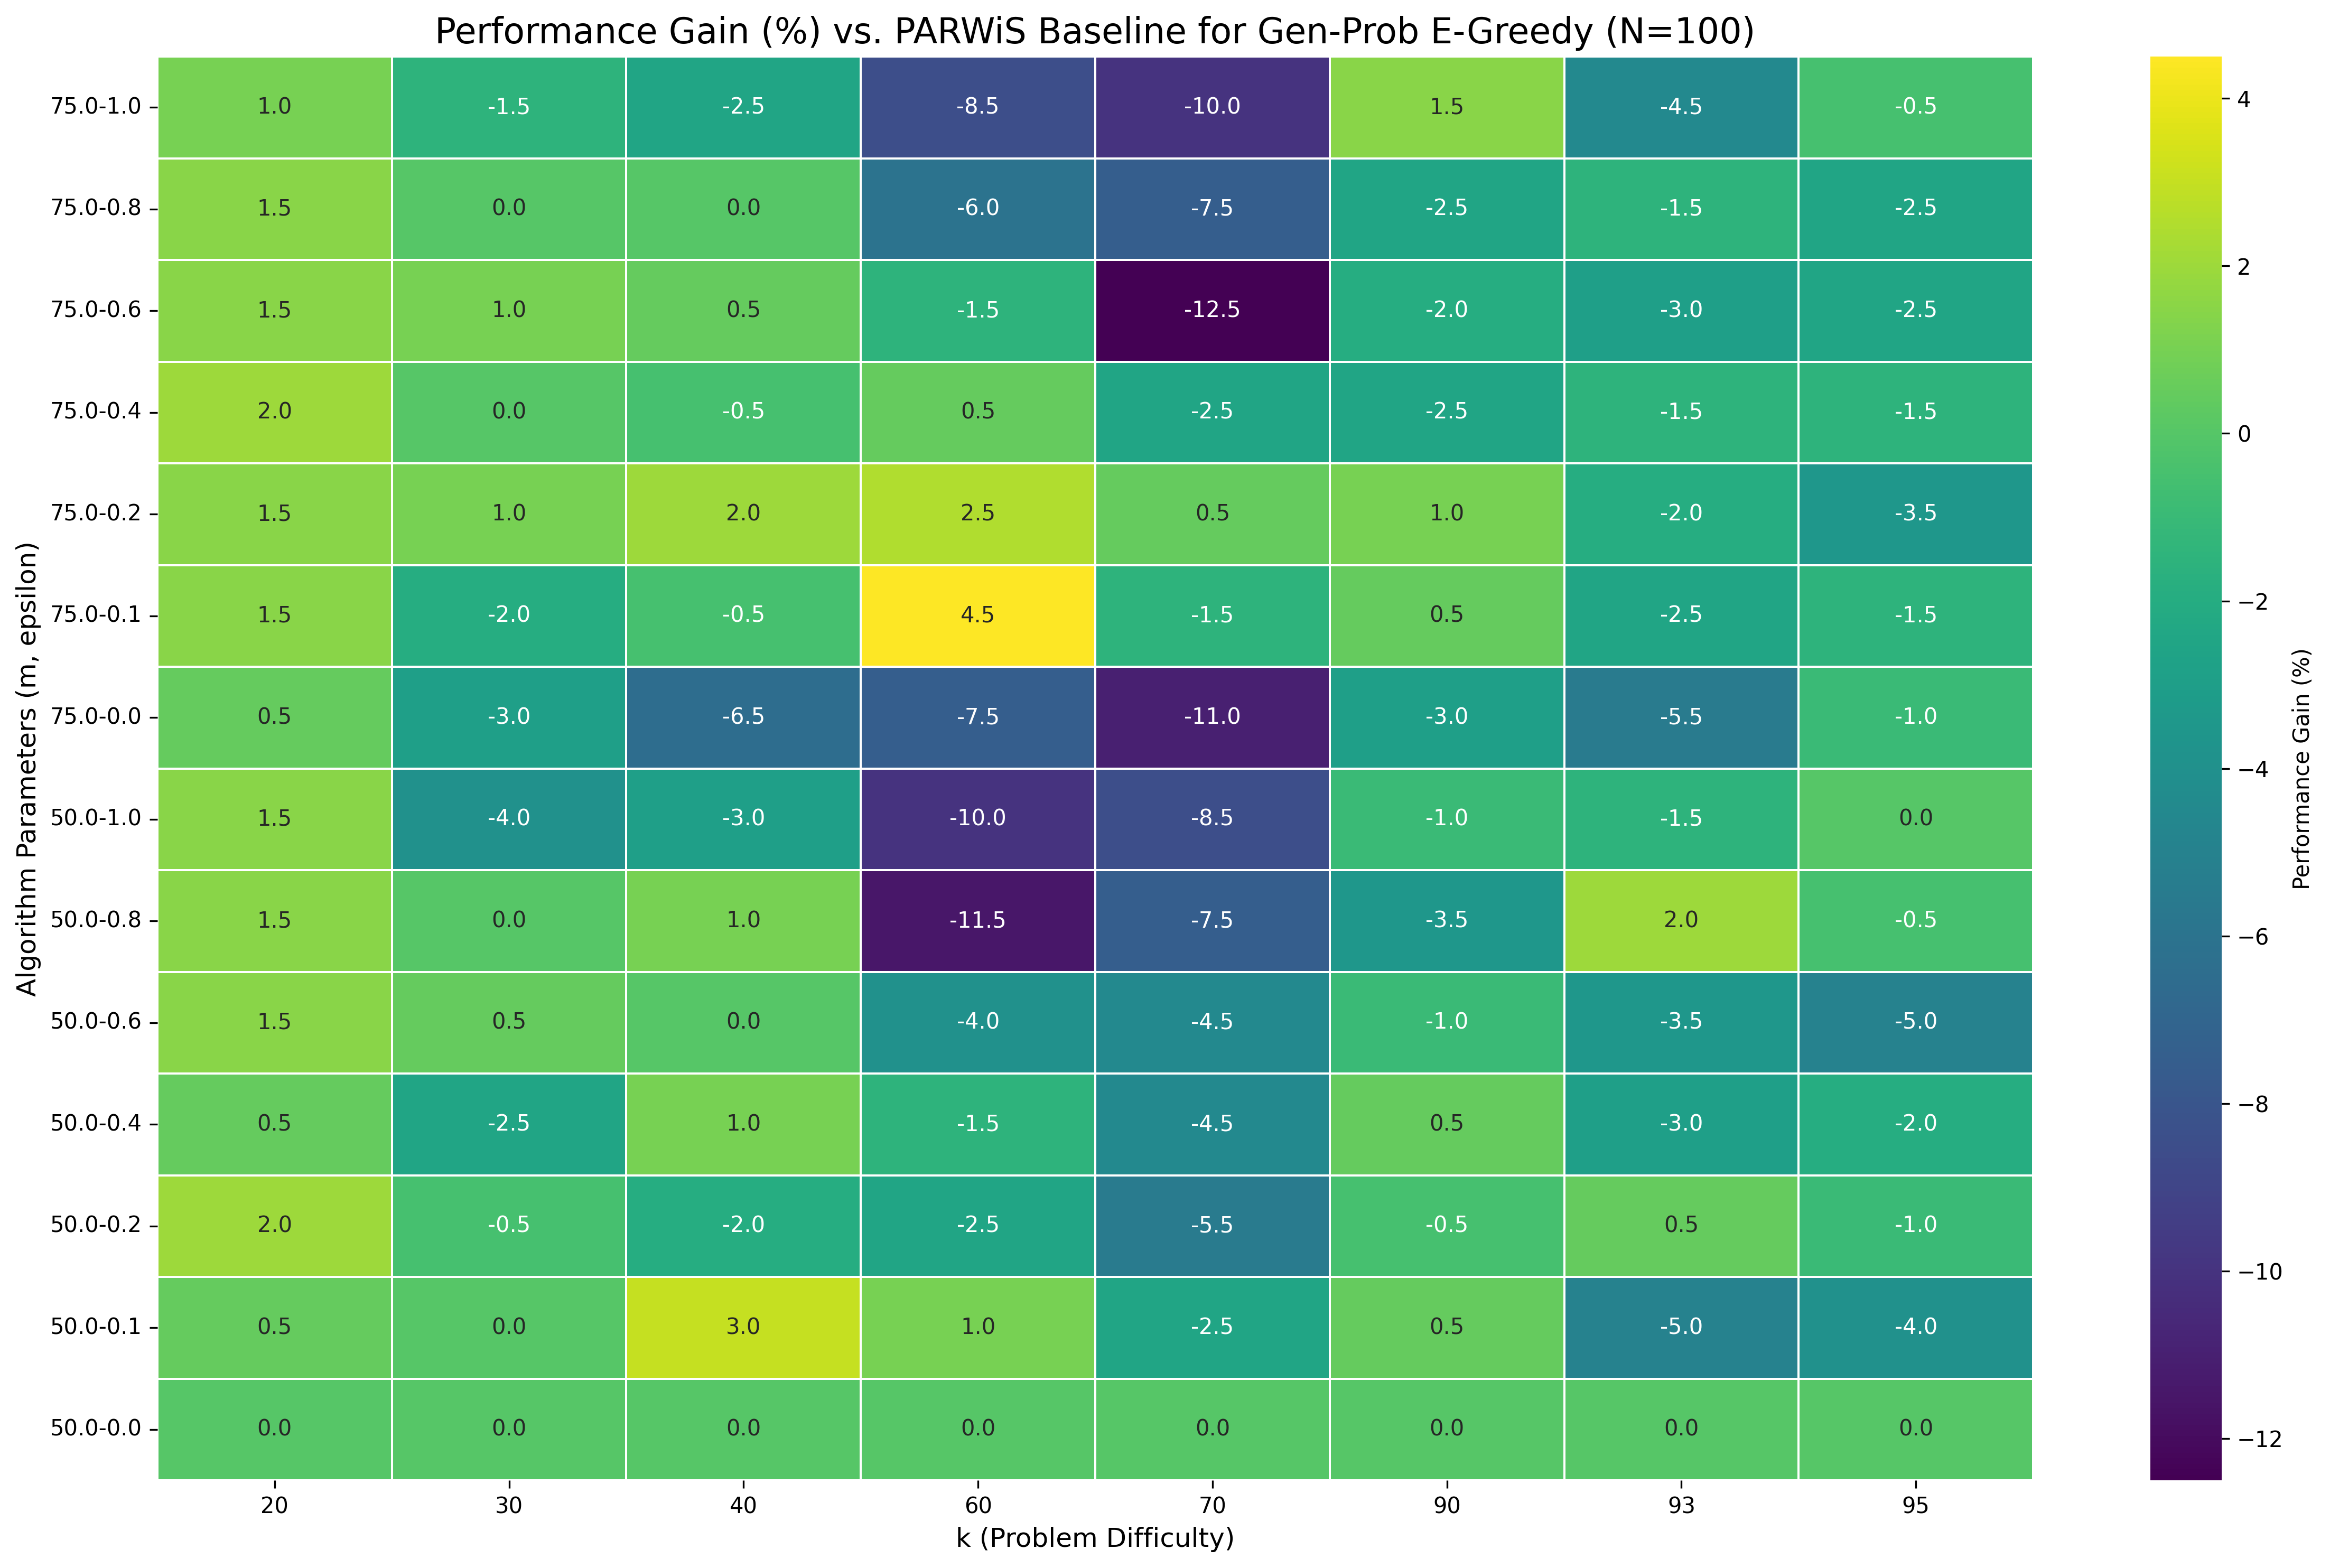 Performance Gain (%) vs. PARWiS Baseline for Gen-Prob E-Greedy (N=100)
75.0-1.0 1.0 -1.5 -2.5 -8.5 -10.0 1.5 -4.5 -0.5
75.0-0.8 1.5 0.0 0.0 -6.0 -7.5 -2.5 -1.5 -2.5
75.0-0.6 1.5 1.0 0.5 -1.5 -12.5 -2.0 -3.0 -2.5
75.0-0.4 2.0 0.0 -0.5 0.5 -2.5 -2.5 -1.5 -1.5
75.0-0.2 1.5 1.0 2.0 2.5 0.5 1.0 -2.0 -3.5
75.0-0.1 1.5 -2.0 -0.5 4.5 -1.5 0.5 -2.5 -1.5
75.0-0.0 0.5 -3.0 -6.5 -7.5 -11.0 -3.0 -5.5 -1.0
50.0-1.0 1.5 -4.0 -3.0 -10.0 -8.5 -1.0 -1.5 0.0
50.0-0.8 1.5 0.0 1.0 -11.5 -7.5 -3.5 2.0 -0.5
50.0-0.6 1.5 0.5 0.0 -4.0 -4.5 -1.0 -3.5 -5.0
50.0-0.4 0.5 -2.5 1.0 -1.5 -4.5 0.5 -3.0 -2.0
50.0-0.2 2.0 -0.5 -2.0 -2.5 -5.5 -0.5 0.5 -1.0
50.0-0.1 0.5 0.0 3.0 1.0 -2.5 0.5 -5.0 -4.0
50.0-0.0 0.0 0.0 0.0 0.0 0.0 0.0 0.0 0.0
20 30 40 60 70 90 93 95
k (Problem Difficulty)
Algorithm Parameters (m, epsilon)
4
2
0
−2
−4
−6
−8
−10
−12
Performance Gain (%)